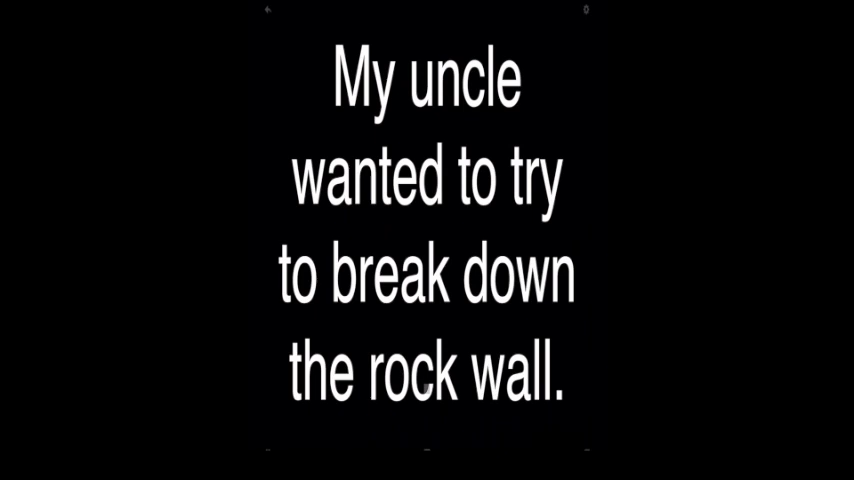 My uncle
wanted to try
to break down
the rock wall.